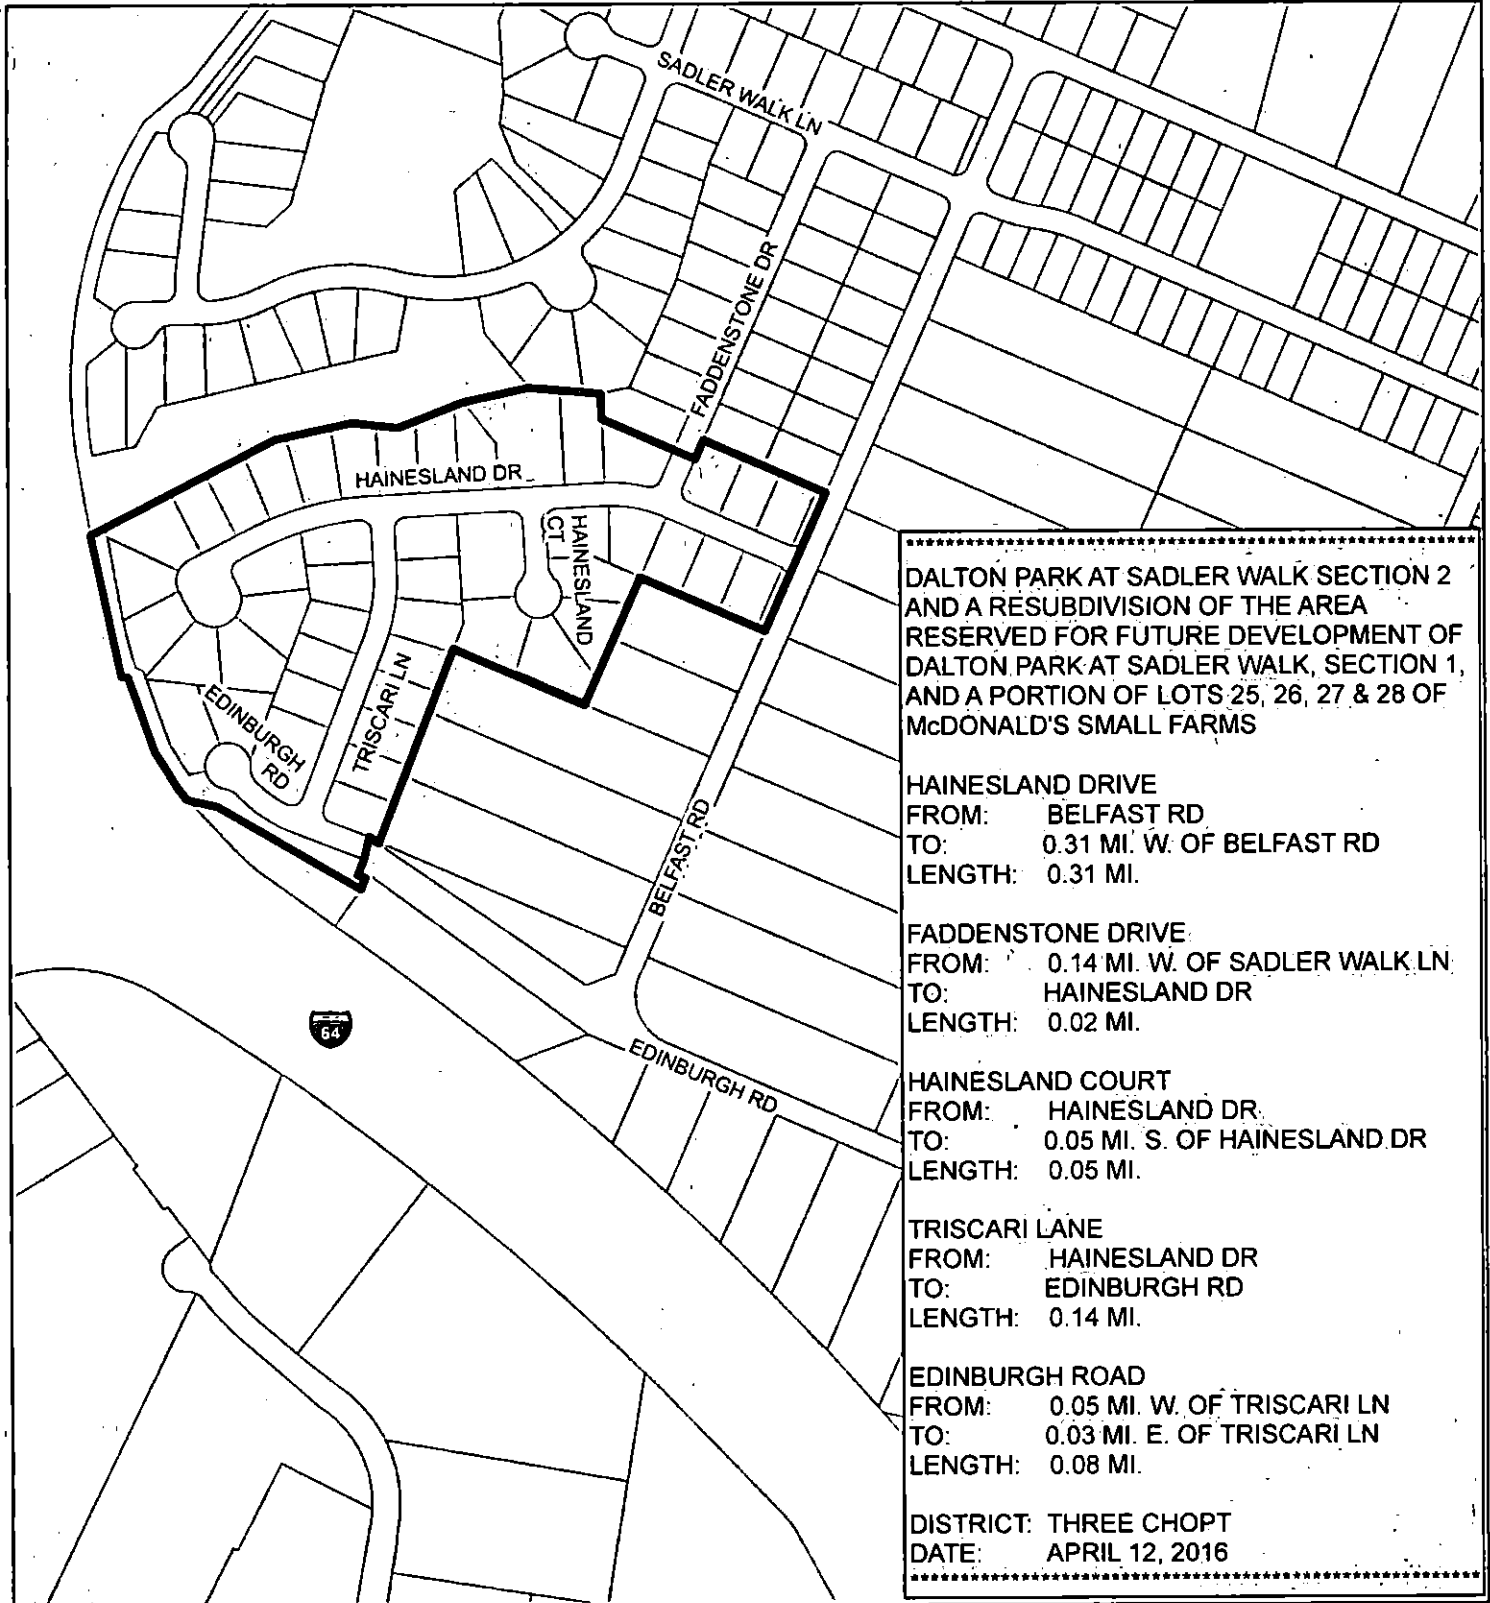 SADLER WALK LN
FADDENSTONE DR
HAINESLAND DR
HAINESLAND
CT
EDINBURGH
RD
TRISCARI LN
BELFAST RD
64
EDINBURGH RD
DALTON PARK AT SADLER WALK SECTION 2
AND A RESUBDIVISION OF THE AREA
RESERVED FOR FUTURE DEVELOPMENT OF
DALTON PARK AT SADLER WALK, SECTION 1,
AND A PORTION OF LOTS 25, 26, 27 & 28 OF
McDONALD'S SMALL FARMS
HAINESLAND DRIVE
FROM: BELFAST RD
TO: 0.31 MI. W. OF BELFAST RD
LENGTH: 0.31 MI.
FADDENSTONE DRIVE
FROM: 0.14 MI. W. OF SADLER WALK LN
TO: HAINESLAND DR
LENGTH: 0.02 MI.
HAINESLAND COURT
FROM: HAINESLAND DR
TO: 0.05 MI. S. OF HAINESLAND DR
LENGTH: 0.05 MI.
TRISCARI LANE
FROM: HAINESLAND DR
TO: EDINBURGH RD
LENGTH: 0.14 MI.
EDINBURGH ROAD
FROM: 0.05 MI. W. OF TRISCARI LN
TO: 0.03 MI. E. OF TRISCARI LN
LENGTH: 0.08 MI.
DISTRICT: THREE CHOPT
DATE: APRIL 12, 2016